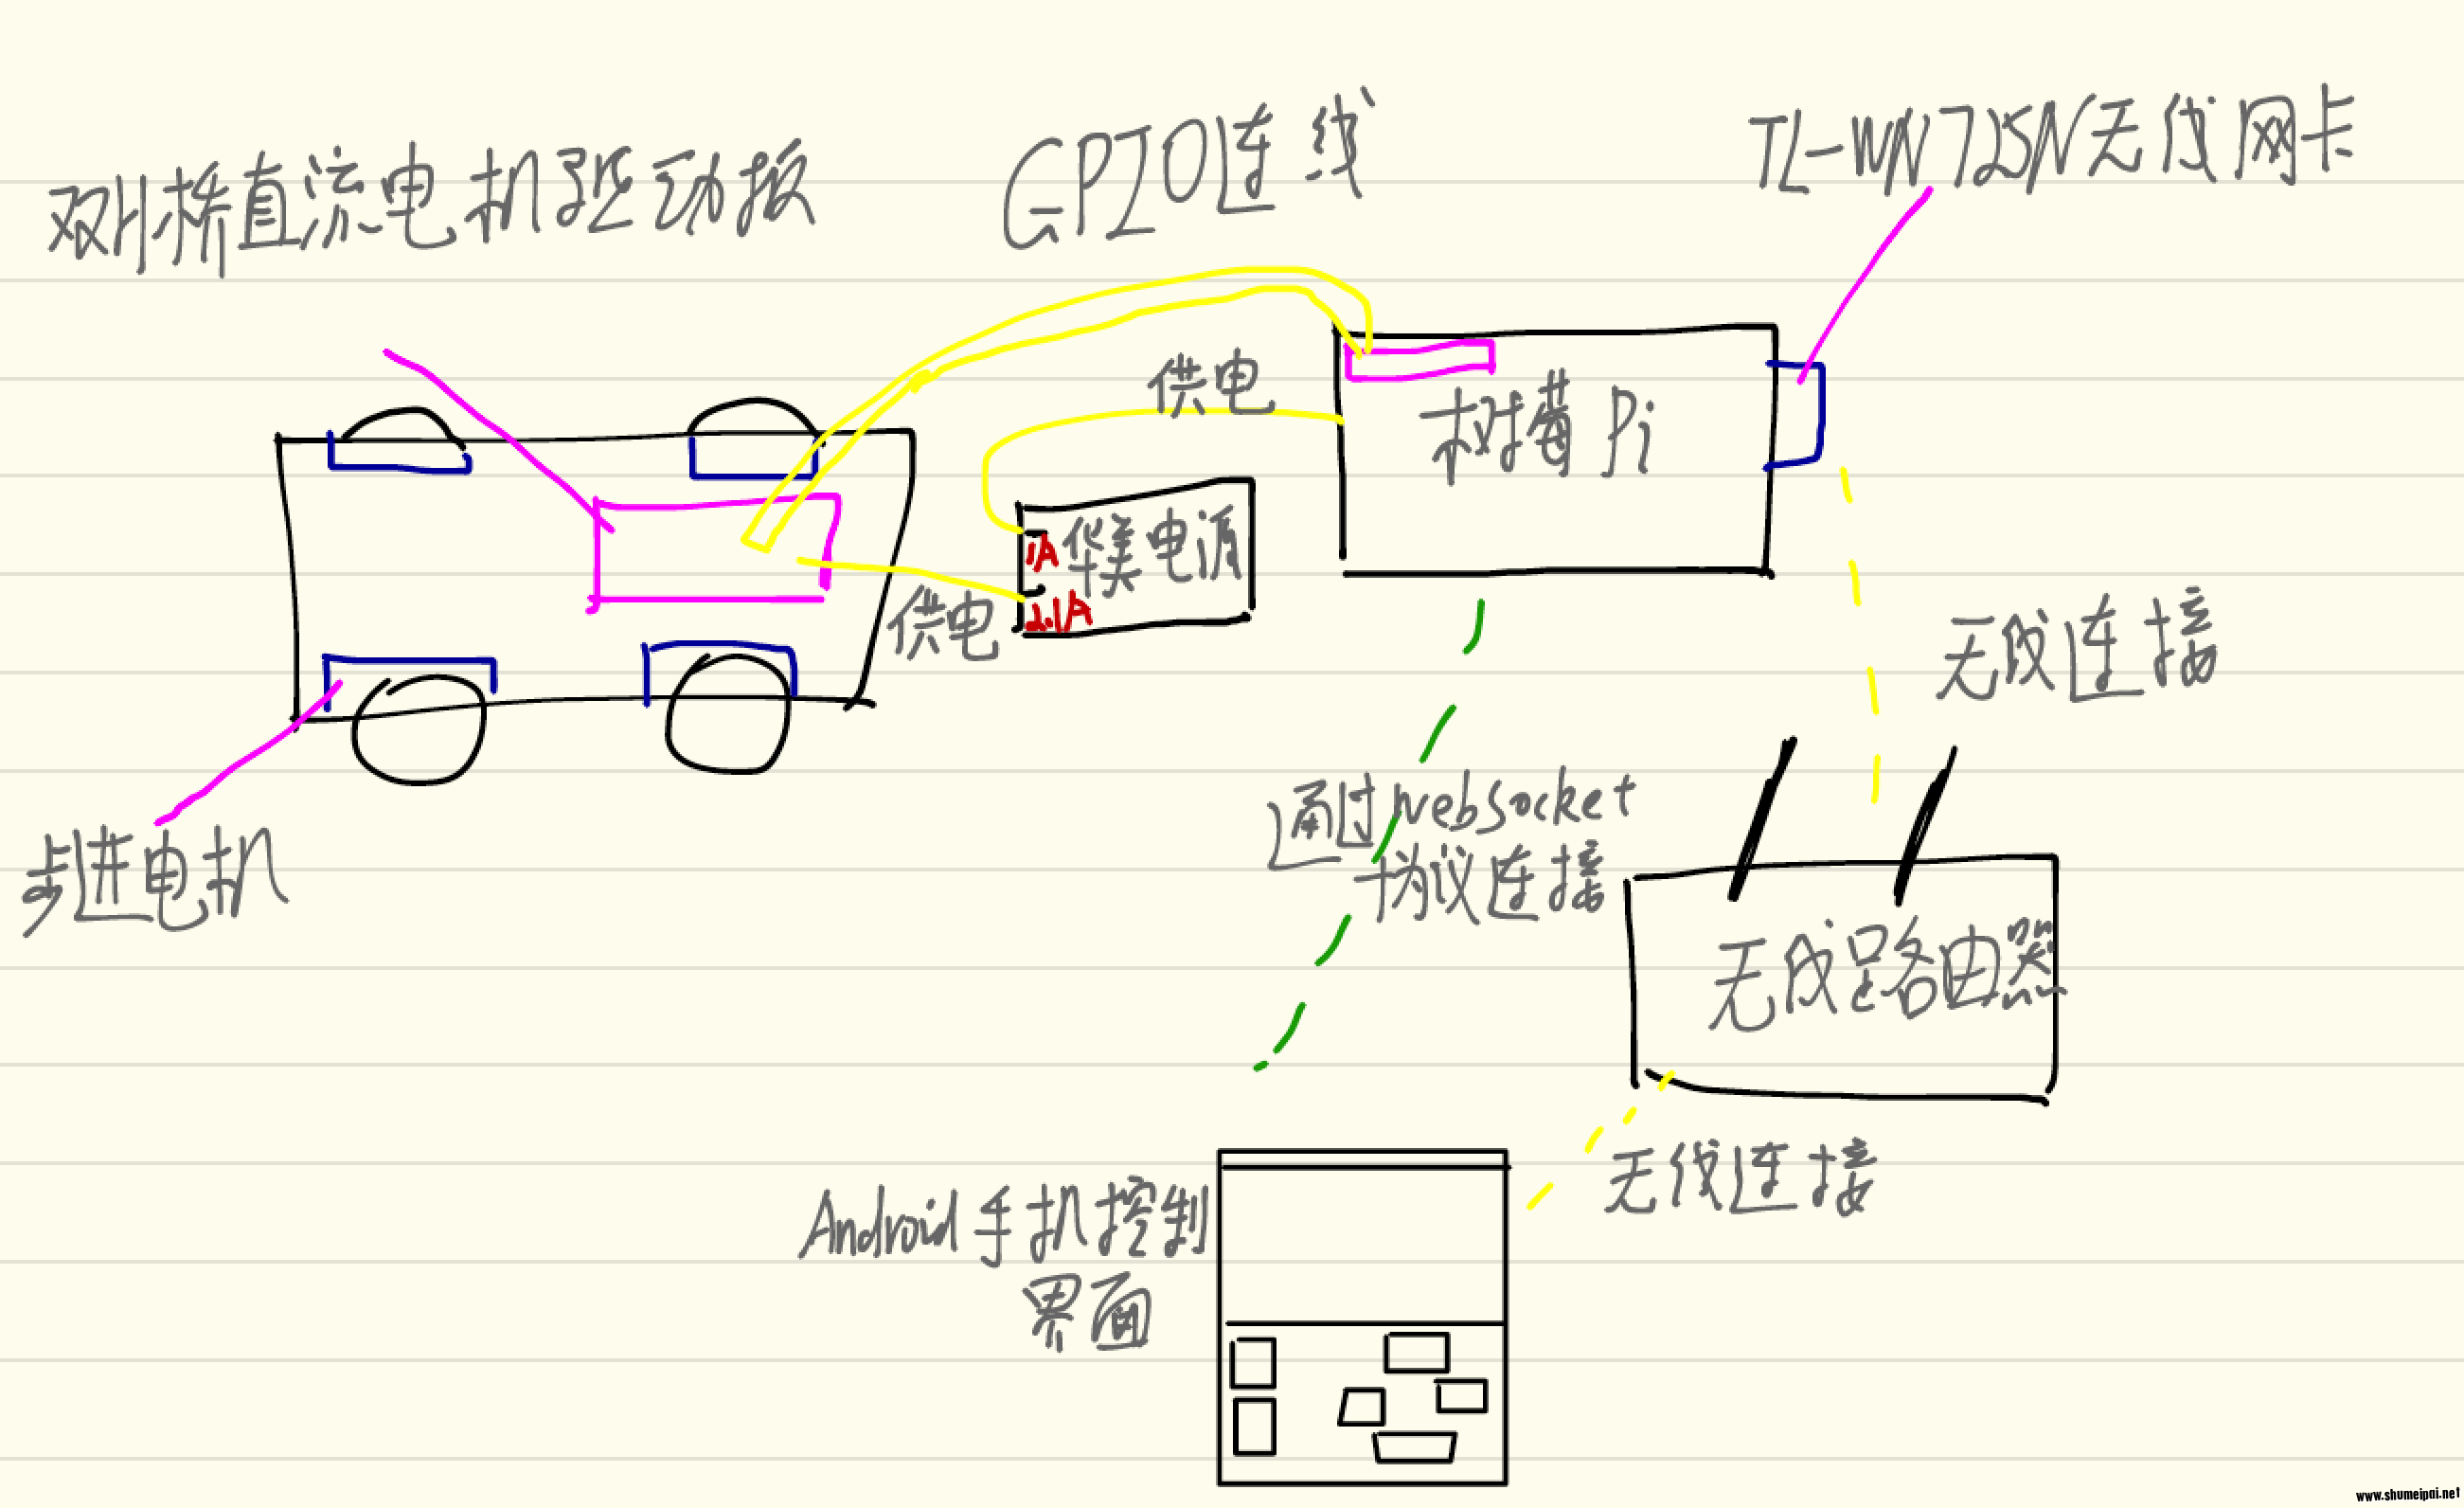 双H桥直流电机驱动板
GPIO连线
TL-WN725N无线网卡
供电
树莓Pi
1A
华美电源
2.1A
供电
无线连接
步进电机
通过websocket
协议连接
无线路由器
无线连接
Android手机控制
界面
www.shumeipai.net